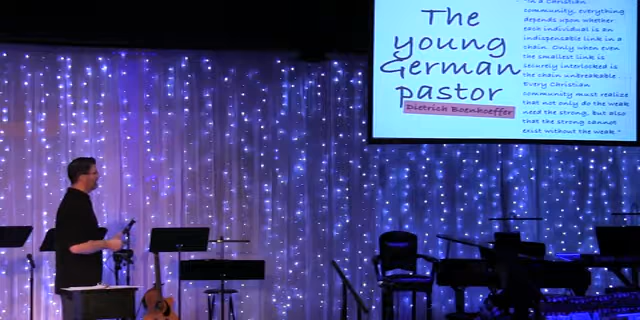 The
young
German
pastor
Dietrich Boenhoeffer
"In a Christian
community, everything
depends upon whether
each individual is an
indispensable link in a
chain. Only when even
the smallest link is
securely interlocked is
the chain unbreakable
Every Christian
community must realize
that not only do the weak
need the strong, but also
that the strong cannot
exist without the weak."